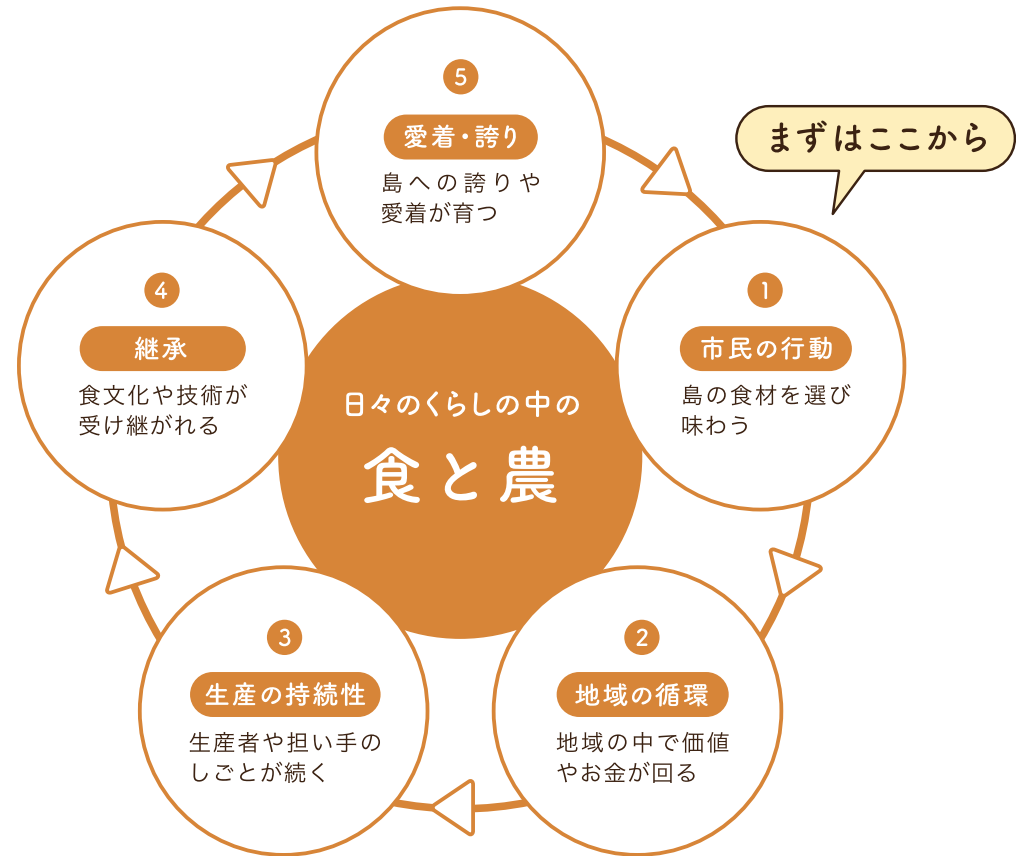 まずはここから
日々のくらしの中の
食と農
1
市民の行動
島の食材を選び
味わう
2
地域の循環
地域の中で価値
やお金が回る
3
生産の持続性
生産者や担い手の
しごとが続く
4
継承
食文化や技術が
受け継がれる
5
愛着・誇り
島への誇りや
愛着が育つ